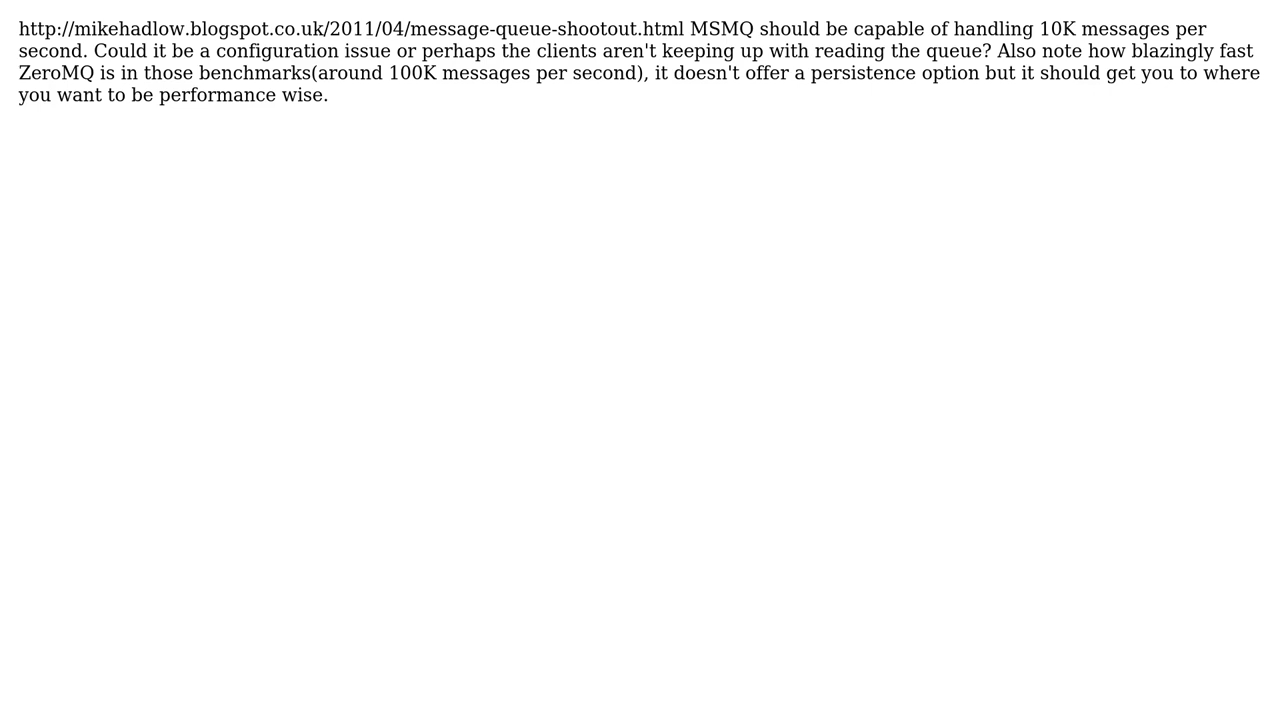 http://mikehadlow.blogspot.co.uk/2011/04/message-queue-shootout.html MSMQ should be capable of handling 10K messages per
second. Could it be a configuration issue or perhaps the clients aren't keeping up with reading the queue? Also note how blazingly fast
ZeroMQ is in those benchmarks(around 100K messages per second), it doesn't offer a persistence option but it should get you to where
you want to be performance wise.